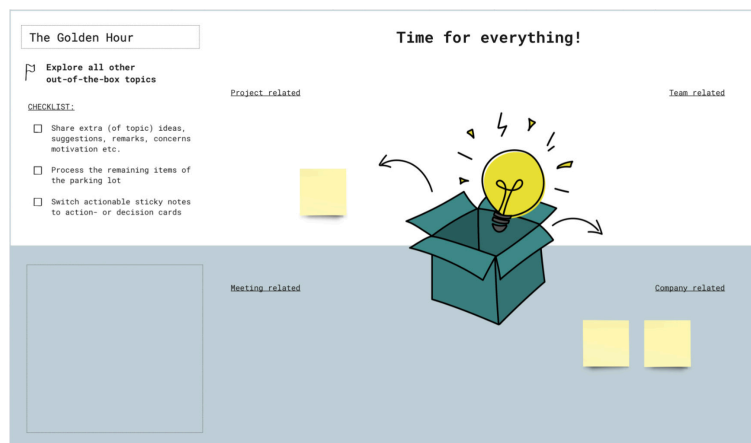 The Golden Hour
Time for everything!
Explore all other
out-of-the-box topics
CHECKLIST:
Share extra (of topic) ideas,
suggestions, remarks, concerns
motivation etc.
Process the remaining items of
the parking lot
Switch actionable sticky notes
to action- or decision cards
Project related
Team related
Meeting related
Company related